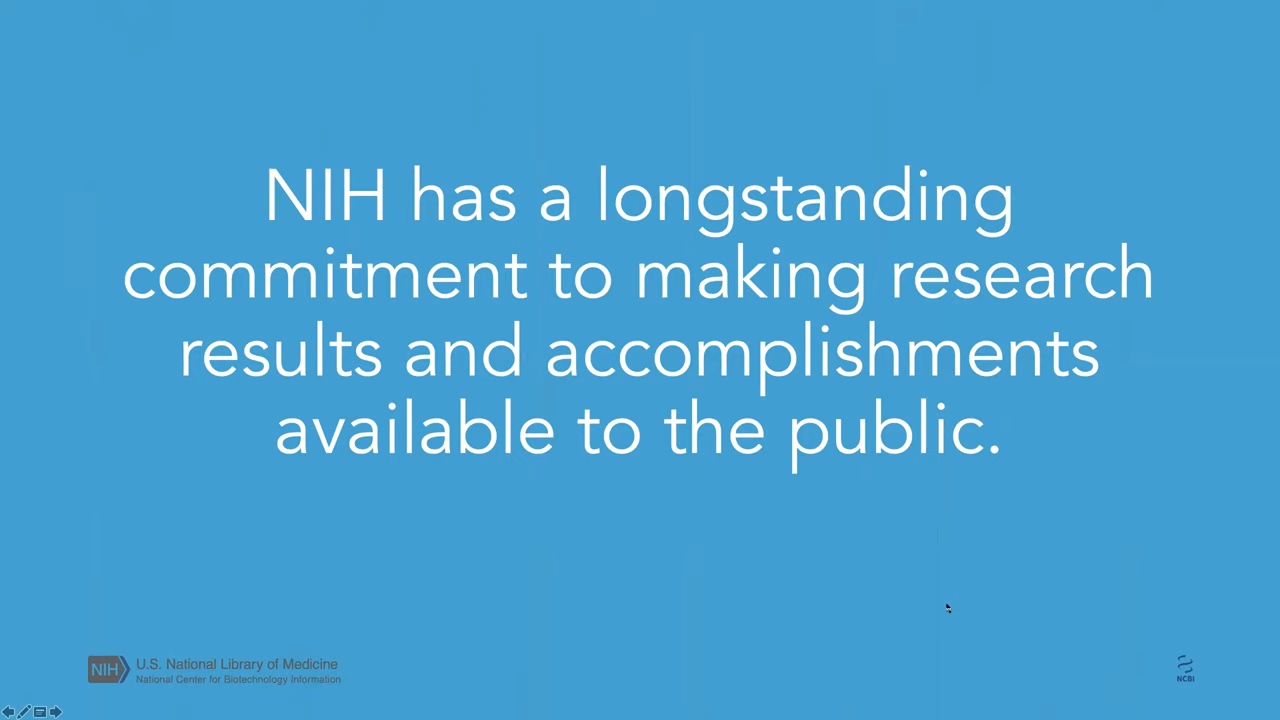 NIH has a longstanding
commitment to making research
results and accomplishments
available to the public.
NIH
U.S. National Library of Medicine
National Center for Biotechnology Information
NCBI